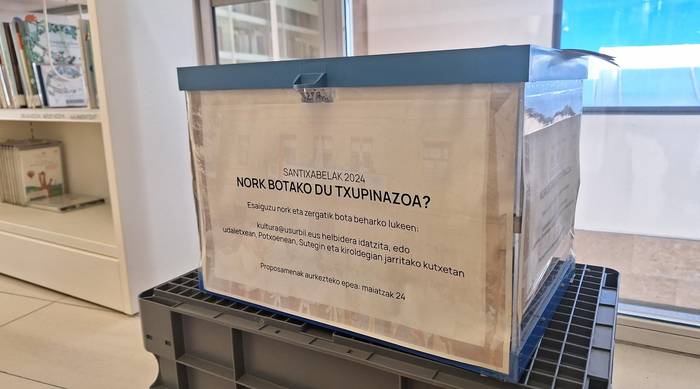 SANTIXABELAK 2024
NORK BOTAKO DU TXUPINAZOA?
Esaiguzu nork eta zergatik bota beharko lukeen:
kultura@usurbil.eus helbidera idatzita, edo
udaletxean, Potxoenean, Sutegin eta kiroldegian jarritako kutxetan
Proposamenak aurkezteko epea: maiatzak 24